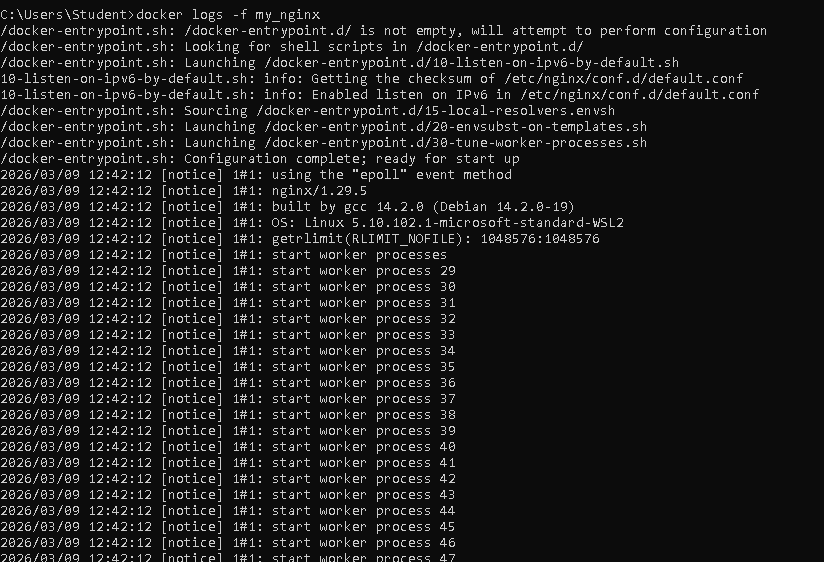 C:\Users\Student>docker logs -f my_nginx
/docker-entrypoint.sh: /docker-entrypoint.d/ is not empty, will attempt to perform configuration
/docker-entrypoint.sh: Looking for shell scripts in /docker-entrypoint.d/
/docker-entrypoint.sh: Launching /docker-entrypoint.d/10-listen-on-ipv6-by-default.sh
10-listen-on-ipv6-by-default.sh: info: Getting the checksum of /etc/nginx/conf.d/default.conf
10-listen-on-ipv6-by-default.sh: info: Enabled listen on IPv6 in /etc/nginx/conf.d/default.conf
/docker-entrypoint.sh: Sourcing /docker-entrypoint.d/15-local-resolvers.envsh
/docker-entrypoint.sh: Launching /docker-entrypoint.d/20-envsubst-on-templates.sh
/docker-entrypoint.sh: Launching /docker-entrypoint.d/30-tune-worker-processes.sh
/docker-entrypoint.sh: Configuration complete; ready for start up
2026/03/09 12:42:12 [notice] 1#1: using the "epoll" event method
2026/03/09 12:42:12 [notice] 1#1: nginx/1.29.5
2026/03/09 12:42:12 [notice] 1#1: built by gcc 14.2.0 (Debian 14.2.0-19)
2026/03/09 12:42:12 [notice] 1#1: OS: Linux 5.10.102.1-microsoft-standard-WSL2
2026/03/09 12:42:12 [notice] 1#1: getrlimit(RLIMIT_NOFILE): 1048576:1048576
2026/03/09 12:42:12 [notice] 1#1: start worker processes
2026/03/09 12:42:12 [notice] 1#1: start worker process 29
2026/03/09 12:42:12 [notice] 1#1: start worker process 30
2026/03/09 12:42:12 [notice] 1#1: start worker process 31
2026/03/09 12:42:12 [notice] 1#1: start worker process 32
2026/03/09 12:42:12 [notice] 1#1: start worker process 33
2026/03/09 12:42:12 [notice] 1#1: start worker process 34
2026/03/09 12:42:12 [notice] 1#1: start worker process 35
2026/03/09 12:42:12 [notice] 1#1: start worker process 36
2026/03/09 12:42:12 [notice] 1#1: start worker process 37
2026/03/09 12:42:12 [notice] 1#1: start worker process 38
2026/03/09 12:42:12 [notice] 1#1: start worker process 39
2026/03/09 12:42:12 [notice] 1#1: start worker process 40
2026/03/09 12:42:12 [notice] 1#1: start worker process 41
2026/03/09 12:42:12 [notice] 1#1: start worker process 42
2026/03/09 12:42:12 [notice] 1#1: start worker process 43
2026/03/09 12:42:12 [notice] 1#1: start worker process 44
2026/03/09 12:42:12 [notice] 1#1: start worker process 45
2026/03/09 12:42:12 [notice] 1#1: start worker process 46
2026/03/09 12:42:12 [notice] 1#1: start worker process 47